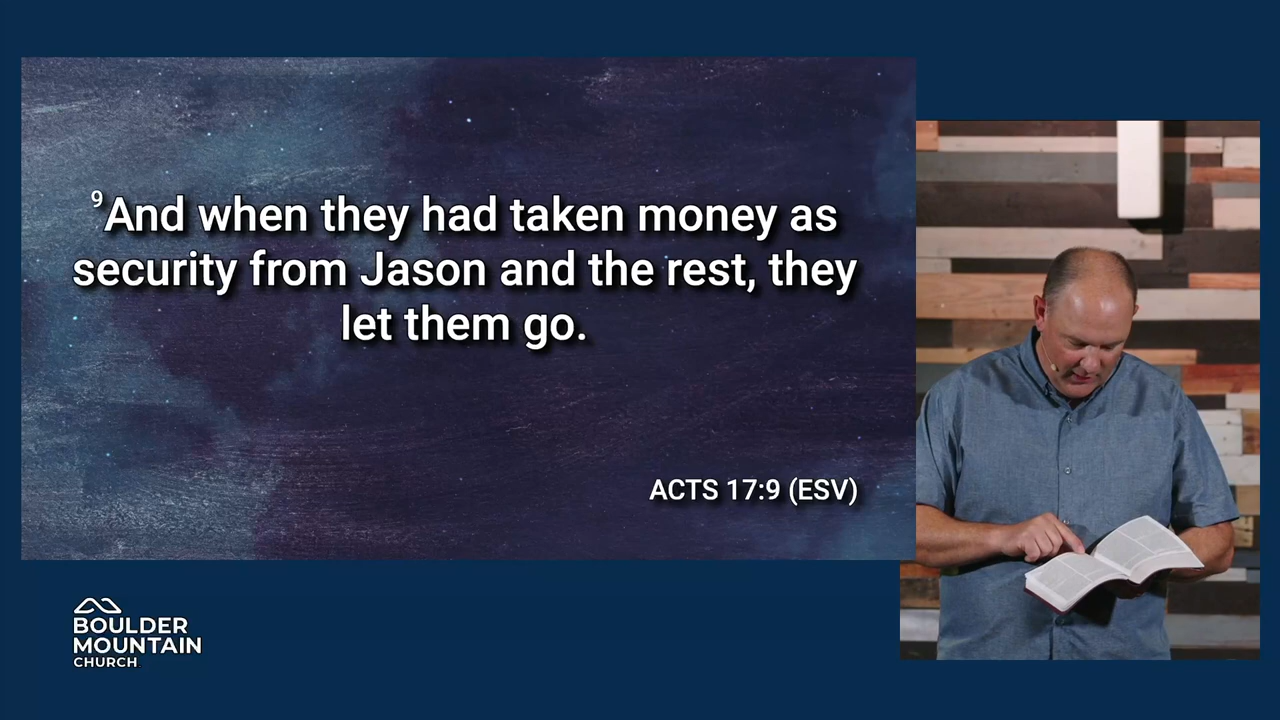 ⁹And when they had taken money as
security from Jason and the rest, they
let them go.
ACTS 17:9 (ESV)
BOULDER
MOUNTAIN
CHURCH